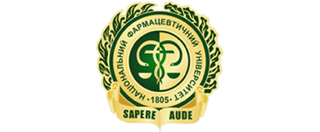 НАЦІОНАЛЬНИЙ ФАРМАЦЕВТИЧНИЙ УНІВЕРСИТЕТ
·1805·
SAPERE AUDE